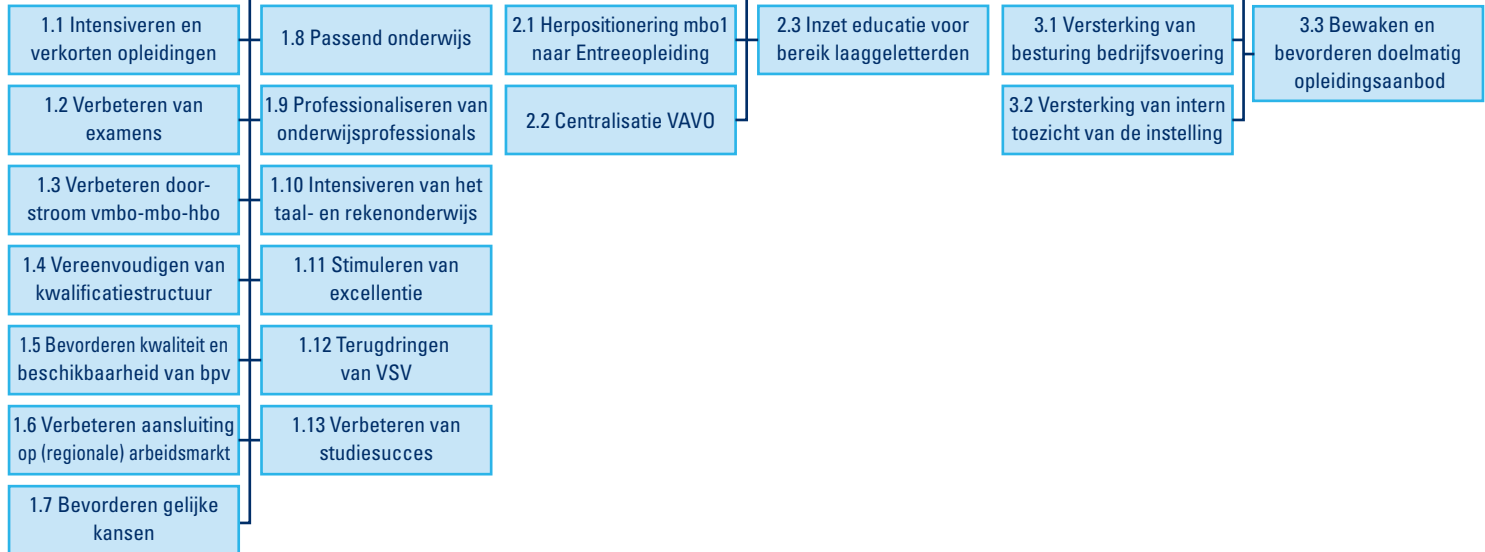 1.1 Intensiveren en
verkorten opleidingen
1.2 Verbeteren van
examens
1.3 Verbeteren door-
stroom vmbo-mbo-hbo
1.4 Vereenvoudigen van
kwalificatiestructuur
1.5 Bevorderen kwaliteit en
beschikbaarheid van bpv
1.6 Verbeteren aansluiting
op (regionale) arbeidsmarkt
1.7 Bevorderen gelijke
kansen
1.8 Passend onderwijs
1.9 Professionaliseren van
onderwijsprofessionals
1.10 Intensiveren van het
taal- en rekenonderwijs
1.11 Stimuleren van
excellentie
1.12 Terugdringen
van VSV
1.13 Verbeteren van
studiesucces
2.1 Herpositionering mbo1
naar Entreeopleiding
2.2 Centralisatie VAVO
2.3 Inzet educatie voor
bereik laaggeletterden
3.1 Versterking van
besturing bedrijfsvoering
3.2 Versterking van intern
toezicht van de instelling
3.3 Bewaken en
bevorderen doelmatig
opleidingsaanbod